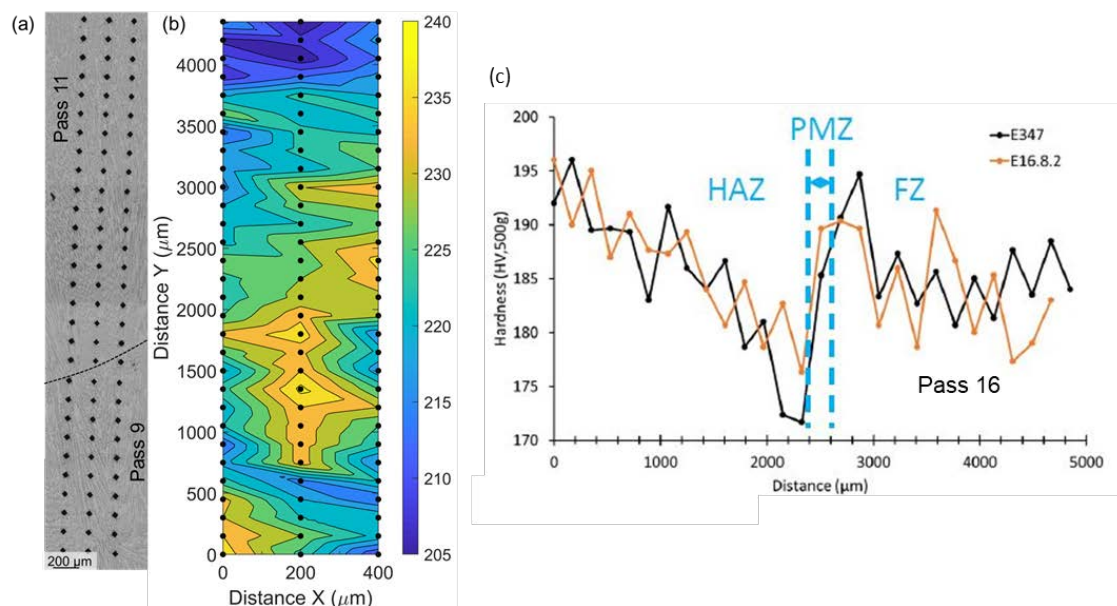 (a)
Pass 11
Pass 9
200 µm
(b)
4000
3500
3000
2500
2000
1500
1000
500
0
Distance Y (µm)
0 200 400
Distance X (µm)
240
235
230
225
220
215
210
205
(c)
200
195
190
185
180
175
170
Hardness (HV,500g)
PMZ
HAZ
FZ
E347
E16.8.2
Pass 16
0 1000 2000 3000 4000 5000
Distance (µm)